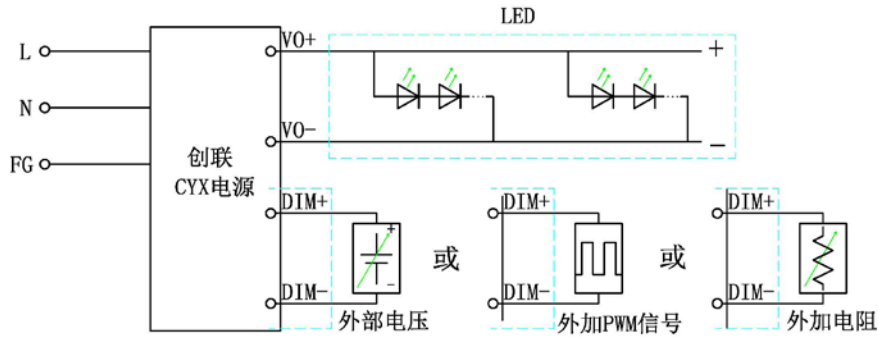 LED
L
N
FG
创联
CYX电源
VO+
VO-
+
-
DIM+
DIM-
+
-
外部电压
或
DIM+
DIM-
外加PWM信号
或
DIM+
DIM-
外加电阻